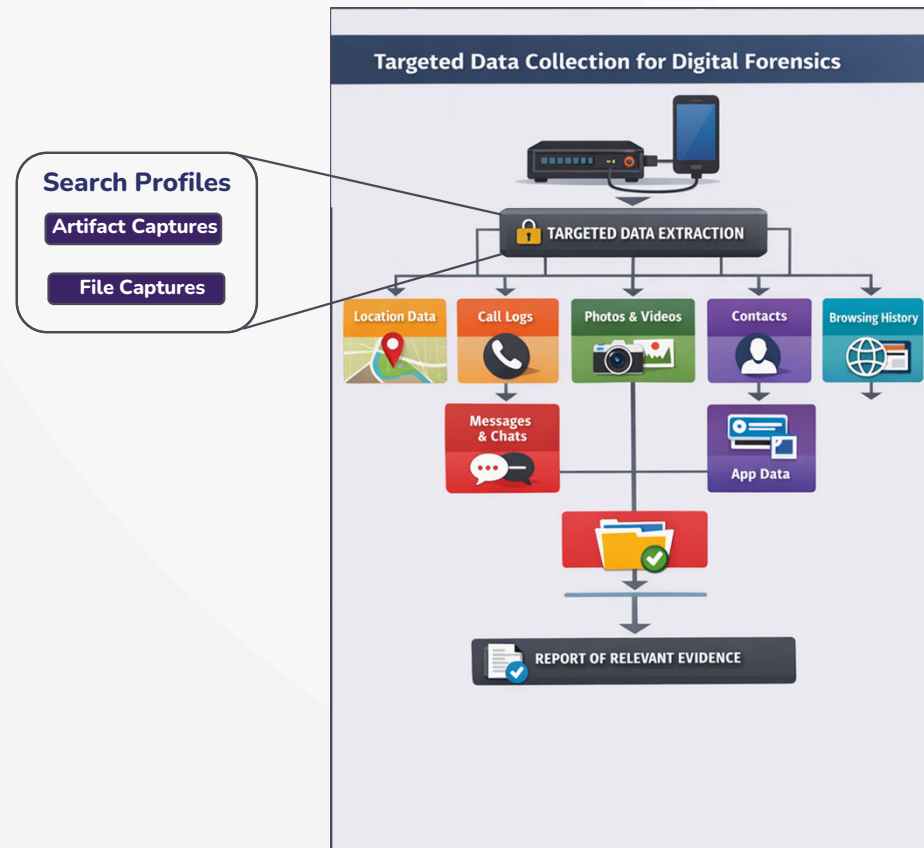 Targeted Data Collection for Digital Forensics
Search Profiles
Artifact Captures
File Captures
TARGETED DATA EXTRACTION
Location Data
Call Logs
Photos & Videos
Contacts
Browsing History
Messages
& Chats
App Data
REPORT OF RELEVANT EVIDENCE